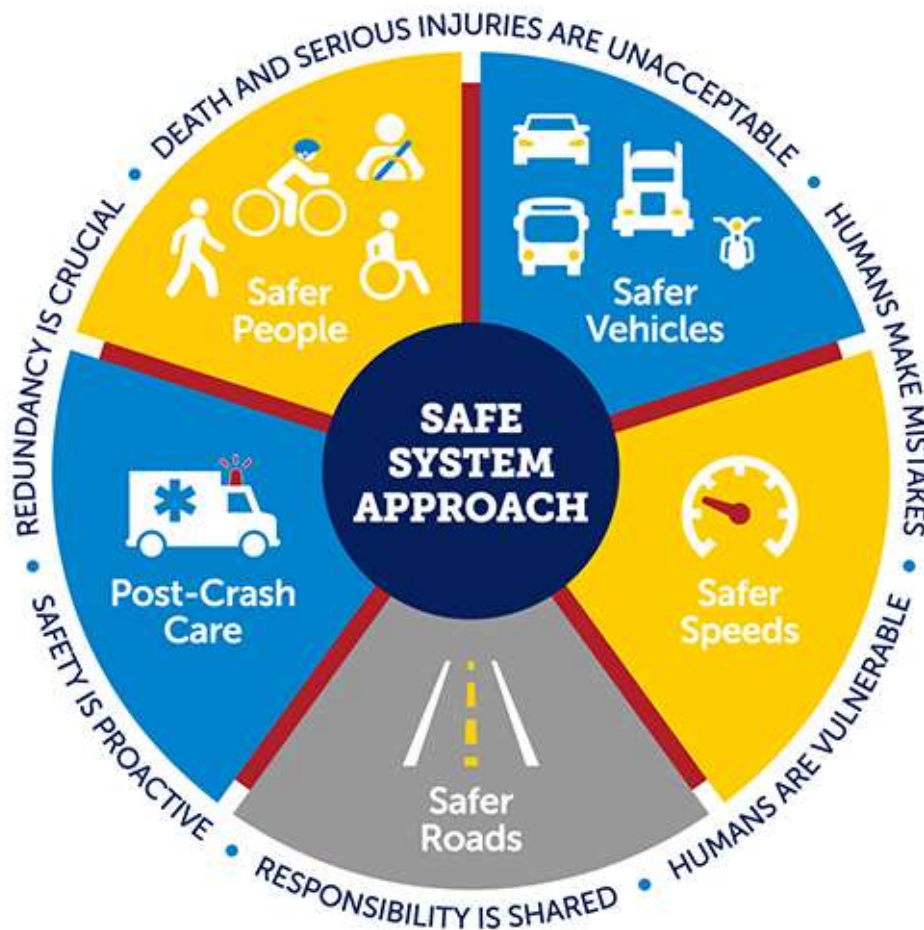 DEATH AND SERIOUS INJURIES ARE UNACCEPTABLE
HUMANS MAKE MISTAKES
HUMANS ARE VULNERABLE
RESPONSIBILITY IS SHARED
SAFETY IS PROACTIVE
REDUNDANCY IS CRUCIAL
Safer
People
Safer
Vehicles
SAFE
SYSTEM
APPROACH
Post-Crash
Care
Safer
Speeds
Safer
Roads